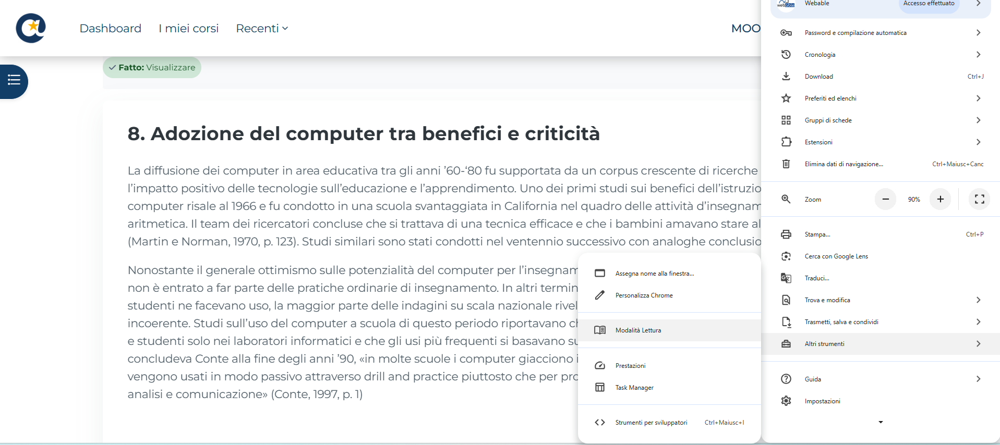 Dashboard
I miei corsi
Recenti
MOO
Fatto: Visualizzare
8. Adozione del computer tra benefici e criticità
La diffusione dei computer in area educativa tra gli anni ’60-‘80 fu supportata da un corpus crescente di ricerche
l’impatto positivo delle tecnologie sull’educazione e l’apprendimento. Uno dei primi studi sui benefici dell’istruzio
computer risale al 1966 e fu condotto in una scuola svantaggiata in California nel quadro delle attività d’insegnam
aritmetica. Il team dei ricercatori concluse che si trattava di una tecnica efficace e che i bambini amavano stare al
(Martin e Norman, 1970, p. 123). Studi similari sono stati condotti nel ventennio successivo con analoghe conclusio
Nonostante il generale ottimismo sulle potenzialità del computer per l’insegnam
non è entrato a far parte delle pratiche ordinarie di insegnamento. In altri termin
studenti ne facevano uso, la maggior parte delle indagini su scala nazionale rivel
incoerente. Studi sull’uso del computer a scuola di questo periodo riportavano ch
e studenti solo nei laboratori informatici e che gli usi più frequenti si basavano su
concludeva Conte alla fine degli anni ’90, «in molte scuole i computer giacciono i
vengono usati in modo passivo attraverso drill and practice piuttosto che per pro
analisi e comunicazione» (Conte, 1997, p. 1)
Assegna nome alla finestra...
Personalizza Chrome
Modalità Lettura
Prestazioni
Task Manager
Strumenti per sviluppatori Ctrl+Maiusc+I
webable
Webable
Accesso effettuato
Password e compilazione automatica
Cronologia
Download Ctrl+J
Preferiti ed elenchi
Gruppi di schede
Estensioni
Elimina dati di navigazione... Ctrl+Maiusc+Canc
Zoom 90%
Stampa... Ctrl+P
Cerca con Google Lens
Traduci...
Trova e modifica
Trasmetti, salva e condividi
Altri strumenti
Guida
Impostazioni